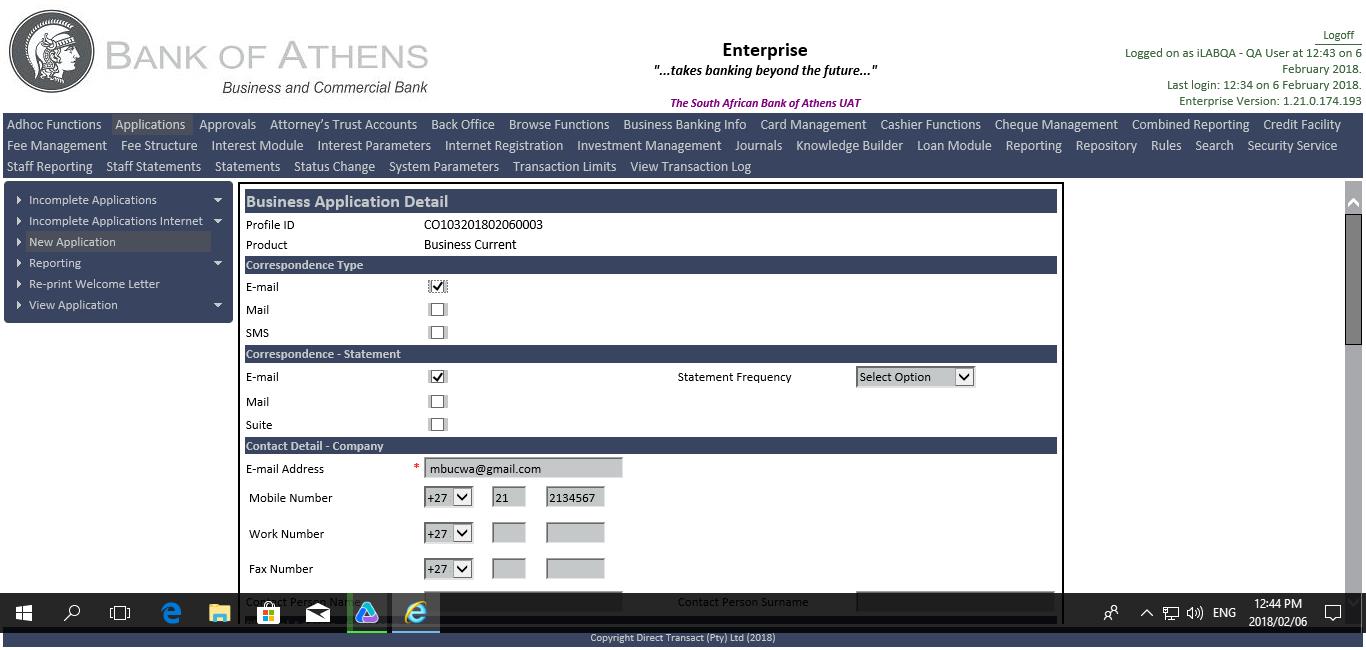 BANK OF ATHENS
Business and Commercial Bank
Enterprise
"...takes banking beyond the future..."
The South African Bank of Athens UAT
Logoff
Logged on as iLABQA - QA User at 12:43 on 6
February 2018.
Last login: 12:34 on 6 February 2018.
Enterprise Version: 1.21.0.174.193
Adhoc Functions Applications Approvals Attorney's Trust Accounts Back Office Browse Functions Business Banking Info Card Management Cashier Functions Cheque Management Combined Reporting Credit Facility
Fee Management Fee Structure Interest Module Interest Parameters Internet Registration Investment Management Journals Knowledge Builder Loan Module Reporting Repository Rules Search Security Service
Staff Reporting Staff Statements Statements Status Change System Parameters Transaction Limits View Transaction Log
Incomplete Applications
Incomplete Applications Internet
New Application
Reporting
Re-print Welcome Letter
View Application
Business Application Detail
Profile ID CO103201802060003
Product Business Current
Correspondence Type
E-mail
Mail
SMS
Correspondence - Statement
E-mail Statement Frequency Select Option
Mail
Suite
Contact Detail - Company
E-mail Address * mbucwa@gmail.com
Mobile Number +27 21 2134567
Work Number +27
Fax Number +27
Contact Person Name Contact Person Surname
ENG
12:44 PM
2018/02/06
Copyright Direct Transact (Pty) Ltd (2018)